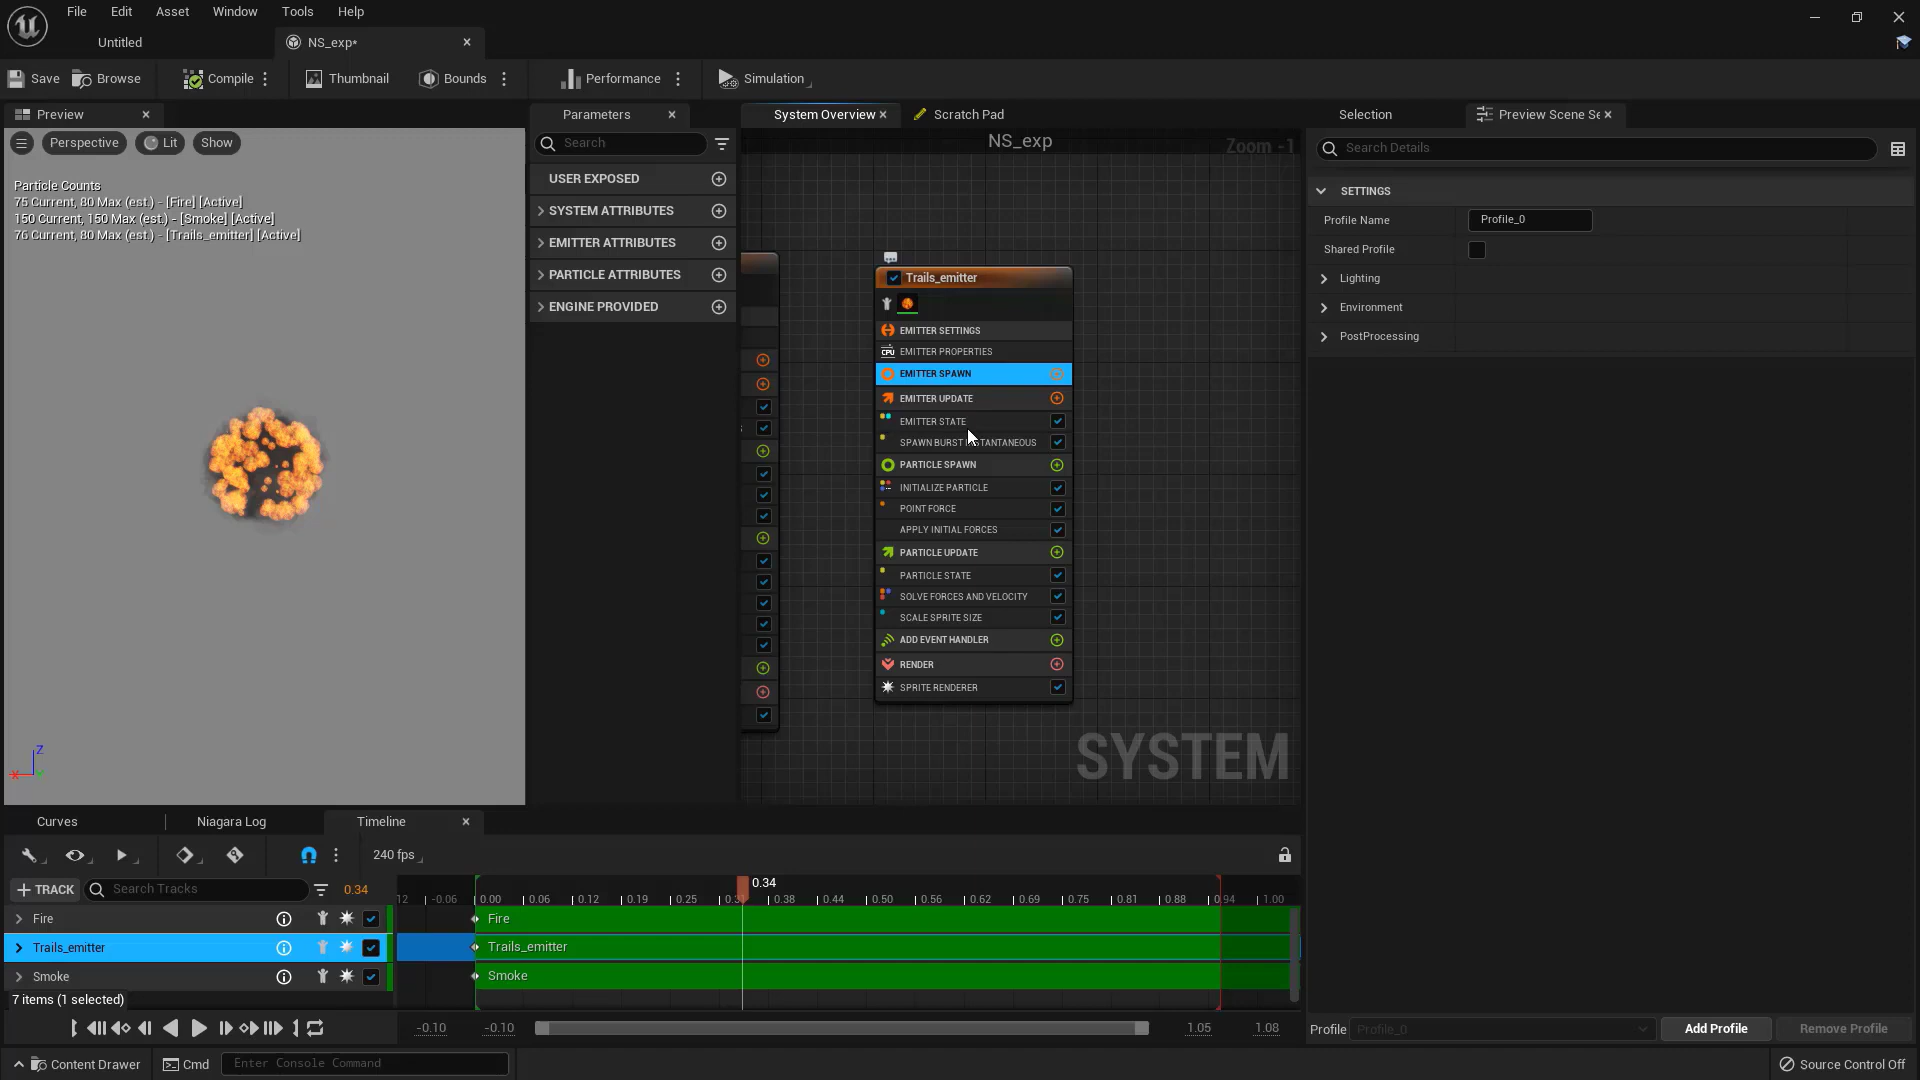 File Edit Asset Window Tools Help
Untitled NS_exp*
Save Browse Compile Thumbnail Bounds Performance Simulation
Preview Parameters System Overview Scratch Pad Selection Preview Scene Se
Perspective Lit Show Search NS_exp Zoom -1 Search Details
Particle Counts
75 Current, 80 Max (est.) - [Fire] [Active]
150 Current, 150 Max (est.) - [Smoke] [Active]
76 Current, 80 Max (est.) - [Trails_emitter] [Active]
USER EXPOSED
SYSTEM ATTRIBUTES
EMITTER ATTRIBUTES
PARTICLE ATTRIBUTES
ENGINE PROVIDED
Trails_emitter
EMITTER SETTINGS
CPU EMITTER PROPERTIES
EMITTER SPAWN
EMITTER UPDATE
EMITTER STATE
SPAWN BURST
PARTICLE SPAWN
INITIALIZE PARTICLE
POINT FORCE
APPLY INITIAL FORCES
PARTICLE UPDATE
PARTICLE STATE
SOLVE FORCES AND VELOCITY
SCALE SPRITE SIZE
ADD EVENT HANDLER
RENDER
SPRITE RENDERER
SYSTEM
SETTINGS
Profile Name Profile_0
Shared Profile
Lighting
Environment
PostProcessing
Z
X
Y
Curves Niagara Log Timeline
240 fps
TRACK Search Tracks 0.34
0.34
12 -0.06 0.00 0.06 0.12 0.19 0.25 0.38 0.44 0.50 0.56 0.62 0.69 0.75 0.81 0.88 0.94 1.00
Fire Fire
Trails_emitter Trails_emitter
Smoke Smoke
7 items (1 selected)
-0.10 -0.10 1.05 1.08
Profile Profile_0 Add Profile Remove Profile
Content Drawer Cmd Enter Console Command Source Control Off